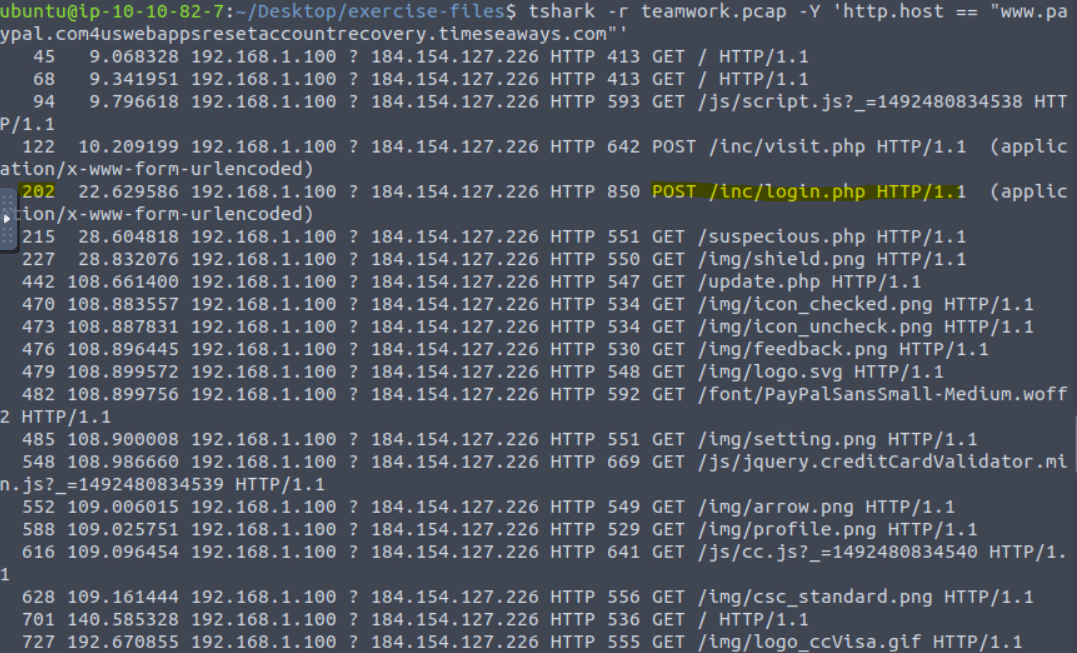 ubuntu@ip-10-10-82-7:~/Desktop/exercise-files$ tshark -r teamwork.pcap -Y 'http.host == "www.pa
ypal.com4uswebappsresetaccountrecovery.timeseaways.com"'
45 9.068328 192.168.1.100 ? 184.154.127.226 HTTP 413 GET / HTTP/1.1
68 9.341951 192.168.1.100 ? 184.154.127.226 HTTP 413 GET / HTTP/1.1
94 9.796618 192.168.1.100 ? 184.154.127.226 HTTP 593 GET /js/script.js?_=1492480834538 HTT
P/1.1
122 10.209199 192.168.1.100 ? 184.154.127.226 HTTP 642 POST /inc/visit.php HTTP/1.1 (applic
ation/x-www-form-urlencoded)
202 22.629586 192.168.1.100 ? 184.154.127.226 HTTP 850 POST /inc/login.php HTTP/1.1 (applic
tion/x-www-form-urlencoded)
215 28.604818 192.168.1.100 ? 184.154.127.226 HTTP 551 GET /suspecious.php HTTP/1.1
227 28.832076 192.168.1.100 ? 184.154.127.226 HTTP 550 GET /img/shield.png HTTP/1.1
442 108.661400 192.168.1.100 ? 184.154.127.226 HTTP 547 GET /update.php HTTP/1.1
470 108.883557 192.168.1.100 ? 184.154.127.226 HTTP 534 GET /img/icon_checked.png HTTP/1.1
473 108.887831 192.168.1.100 ? 184.154.127.226 HTTP 534 GET /img/icon_uncheck.png HTTP/1.1
476 108.896445 192.168.1.100 ? 184.154.127.226 HTTP 530 GET /img/feedback.png HTTP/1.1
479 108.899572 192.168.1.100 ? 184.154.127.226 HTTP 548 GET /img/logo.svg HTTP/1.1
482 108.899756 192.168.1.100 ? 184.154.127.226 HTTP 592 GET /font/PayPalSansSmall-Medium.woff
2 HTTP/1.1
485 108.900008 192.168.1.100 ? 184.154.127.226 HTTP 551 GET /img/setting.png HTTP/1.1
548 108.986660 192.168.1.100 ? 184.154.127.226 HTTP 669 GET /js/jquery.creditCardValidator.mi
n.js?_=1492480834539 HTTP/1.1
552 109.006015 192.168.1.100 ? 184.154.127.226 HTTP 549 GET /img/arrow.png HTTP/1.1
588 109.025751 192.168.1.100 ? 184.154.127.226 HTTP 529 GET /img/profile.png HTTP/1.1
616 109.096454 192.168.1.100 ? 184.154.127.226 HTTP 641 GET /js/cc.js?_=1492480834540 HTTP/1.
1
628 109.161444 192.168.1.100 ? 184.154.127.226 HTTP 556 GET /img/csc_standard.png HTTP/1.1
701 140.585328 192.168.1.100 ? 184.154.127.226 HTTP 536 GET / HTTP/1.1
727 192.670855 192.168.1.100 ? 184.154.127.226 HTTP 555 GET /img/logo_ccVisa.gif HTTP/1.1